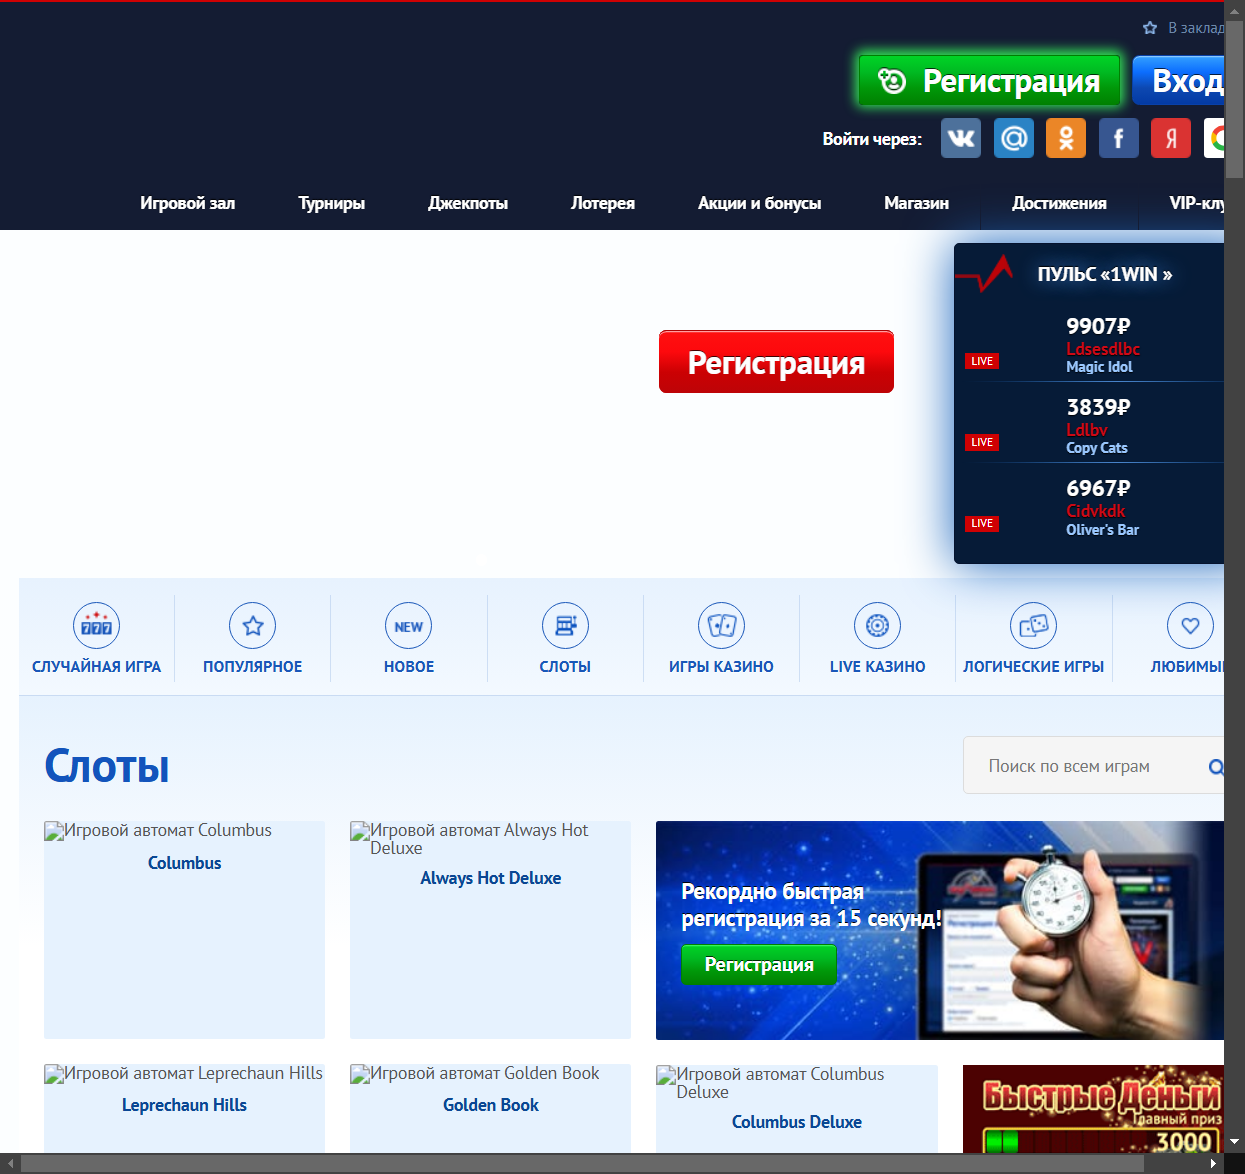 В заклад
Регистрация
Вход
Войти через:
Игровой зал
Турниры
Джекпоты
Лотерея
Акции и бонусы
Магазин
Достижения
VIP-клу
ПУЛЬС «1WIN »
9907₽
Ldsesdlbc
LIVE
Magic Idol
3839₽
Ldlbv
LIVE
Copy Cats
6967₽
Cidvkdk
LIVE
Oliver's Bar
Регистрация
777
NEW
СЛУЧАЙНАЯ ИГРА
ПОПУЛЯРНОЕ
НОВОЕ
СЛОТЫ
ИГРЫ КАЗИНО
LIVE КАЗИНО
ЛОГИЧЕСКИЕ ИГРЫ
ЛЮБИМЫ
Слоты
Поиск по всем играм
Игровой автомат Columbus
Columbus
Игровой автомат Always Hot
Deluxe
Always Hot Deluxe
Рекордно быстрая
регистрация за 15 секунд!
Регистрация
Игровой автомат Leprechaun Hills
Leprechaun Hills
Игровой автомат Golden Book
Golden Book
Игровой автомат Columbus
Deluxe
Columbus Deluxe
Быстрые Деньги
Главный приз
3000